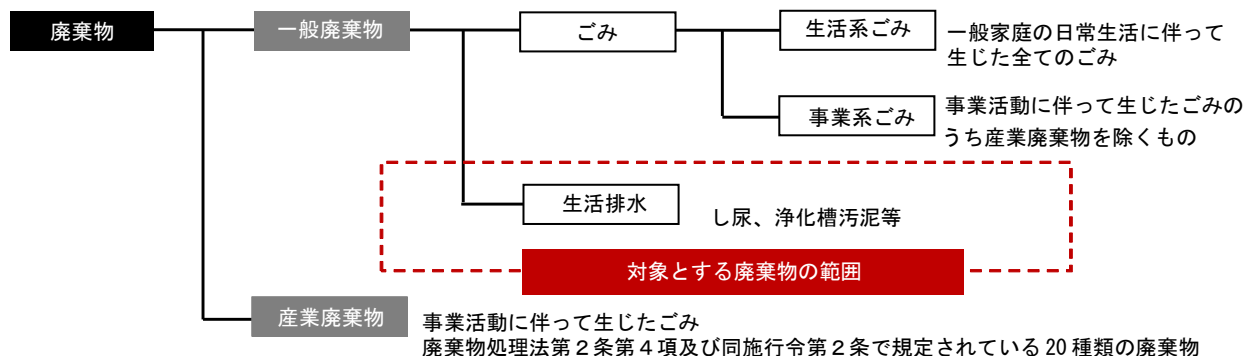 廃棄物
一般廃棄物
ごみ
生活系ごみ
一般家庭の日常生活に伴って
生じた全てのごみ
事業系ごみ
事業活動に伴って生じたごみの
うち産業廃棄物を除くもの
生活排水
し尿、浄化槽汚泥等
対象とする廃棄物の範囲
産業廃棄物
事業活動に伴って生じたごみ
廃棄物処理法第２条第４項及び同施行令第２条で規定されている20種類の廃棄物